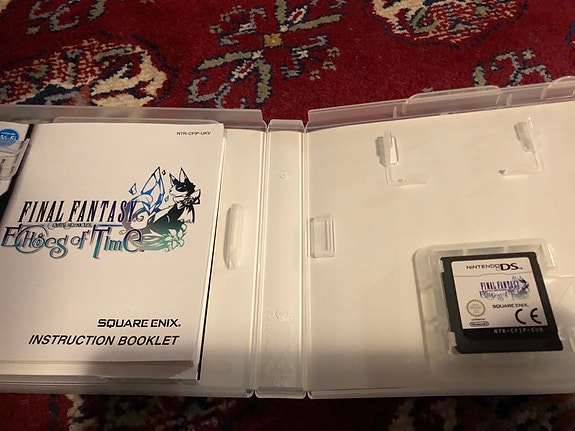 NTR-CFIP-UKV
FINAL FANTASY
CRYSTAL CHRONICLES
Echoes of Time
SQUARE ENIX.
INSTRUCTION BOOKLET
NINTENDO DS
FINAL FANTASY
Echoes of Time
SQUARE ENIX.
CE
NTR-CFIP-EUR